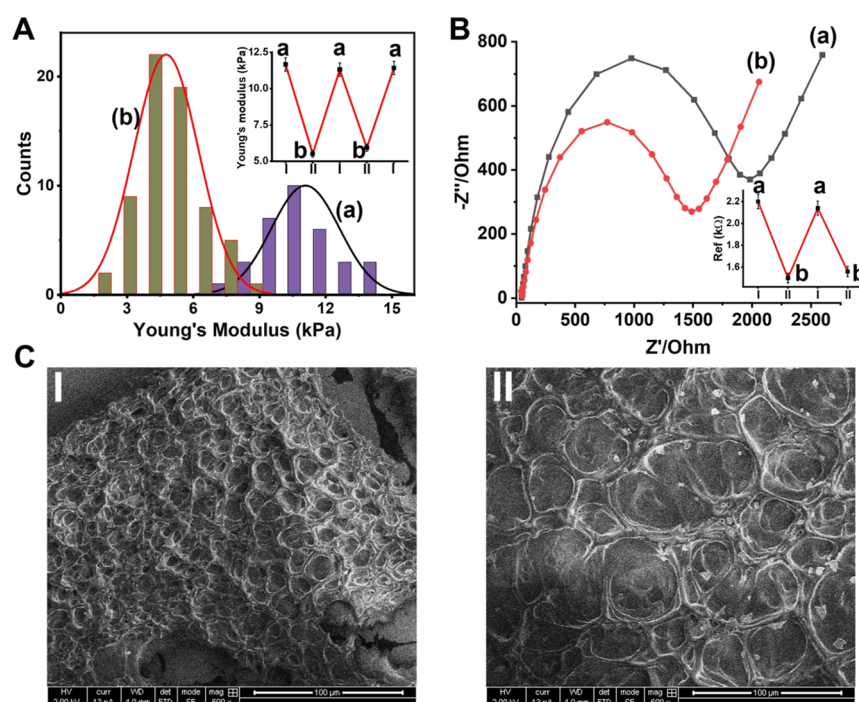 A
20
10
0
Counts
0
3
6
9
12
15
Young's Modulus (kPa)
(b)
(a)
Young's modulus (kPa)
12.5
10.0
7.5
5.0
a
a
a
b
b
I
II
I
II
I
B
-Z''/Ohm
800
600
400
200
0
0
500
1000
1500
2000
2500
Z'/Ohm
(b)
(a)
Ref (kΩ)
2.2
1.9
1.6
a
a
b
b
I
II
I
II
C
I
HV curr WD det mode mag
100 µm
II
HV curr WD det mode mag
100 µm